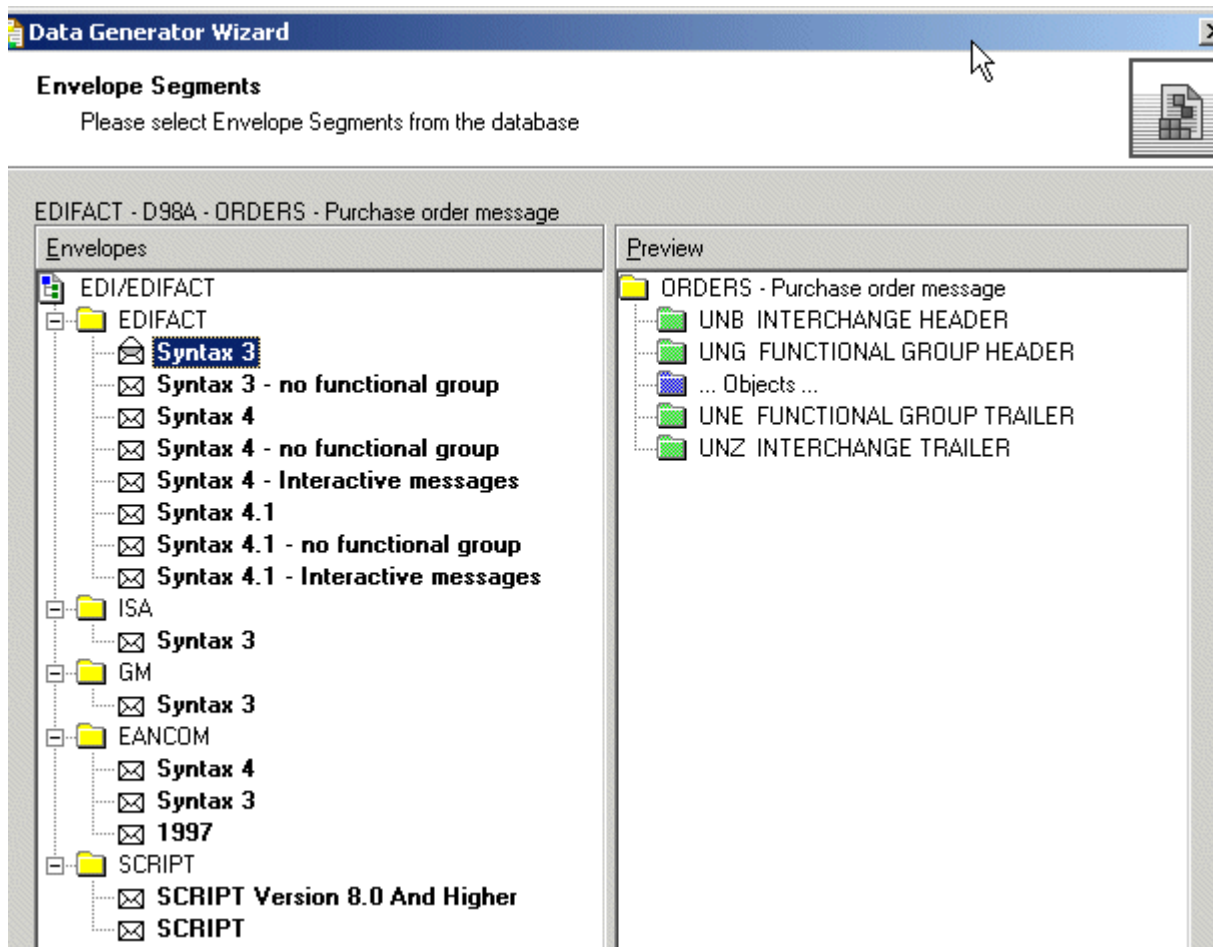 Data Generator Wizard
Envelope Segments
Please select Envelope Segments from the database
EDIFACT - D98A - ORDERS - Purchase order message
Envelopes
EDI/EDIFACT
EDIFACT
Syntax 3
Syntax 3 - no functional group
Syntax 4
Syntax 4 - no functional group
Syntax 4 - Interactive messages
Syntax 4.1
Syntax 4.1 - no functional group
Syntax 4.1 - Interactive messages
ISA
Syntax 3
GM
Syntax 3
EANCOM
Syntax 4
Syntax 3
1997
SCRIPT
SCRIPT Version 8.0 And Higher
SCRIPT
Preview
ORDERS - Purchase order message
UNB INTERCHANGE HEADER
UNG FUNCTIONAL GROUP HEADER
... Objects ...
UNE FUNCTIONAL GROUP TRAILER
UNZ INTERCHANGE TRAILER